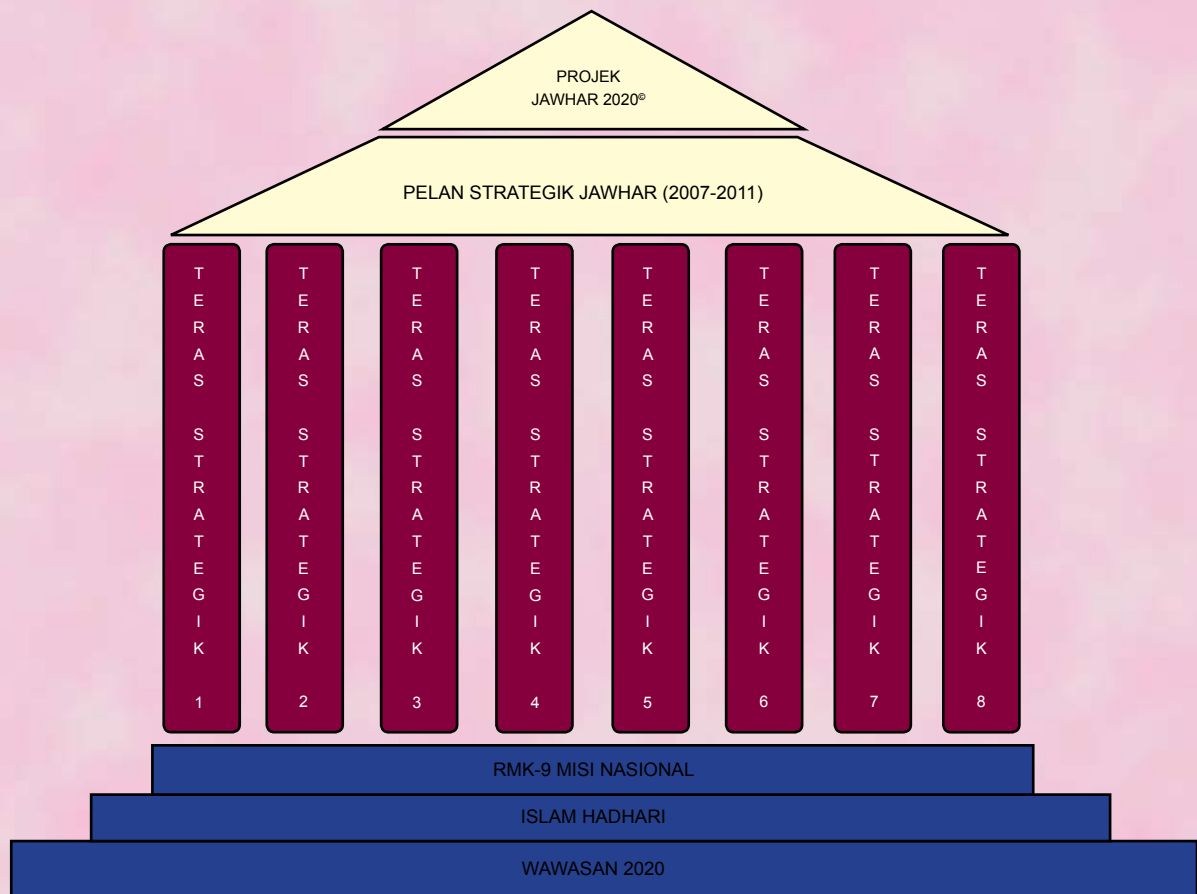 PROJEK
JAWHAR 2020©
PELAN STRATEGIK JAWHAR (2007-2011)
TERAS STRATEGIK 1
TERAS STRATEGIK 2
TERAS STRATEGIK 3
TERAS STRATEGIK 4
TERAS STRATEGIK 5
TERAS STRATEGIK 6
TERAS STRATEGIK 7
TERAS STRATEGIK 8
RMK-9 MISI NASIONAL
ISLAM HADHARI
WAWASAN 2020